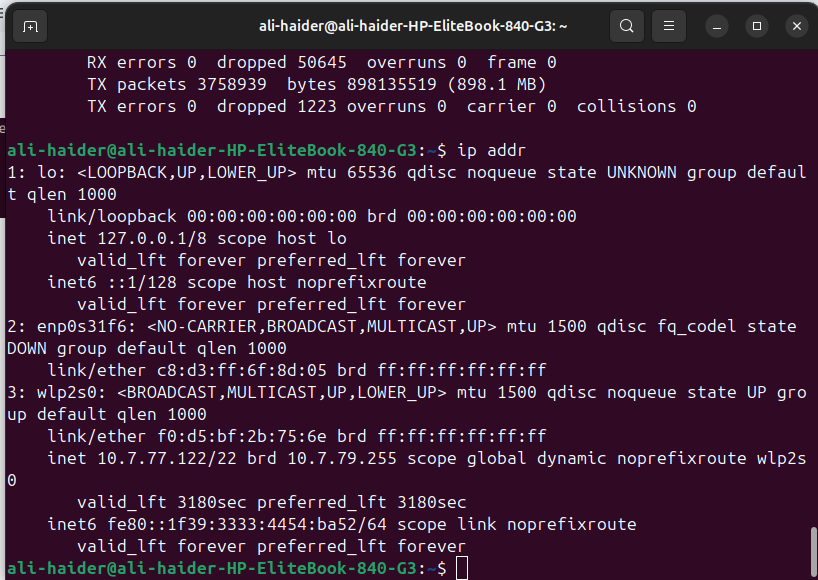 ali-haider@ali-haider-HP-EliteBook-840-G3: ~
RX errors 0  dropped 50645  overruns 0  frame 0
TX packets 3758939  bytes 898135519 (898.1 MB)
TX errors 0  dropped 1223 overruns 0  carrier 0  collisions 0
ali-haider@ali-haider-HP-EliteBook-840-G3:~$ ip addr
1: lo: <LOOPBACK,UP,LOWER_UP> mtu 65536 qdisc noqueue state UNKNOWN group defaul
t qlen 1000
link/loopback 00:00:00:00:00:00 brd 00:00:00:00:00:00
inet 127.0.0.1/8 scope host lo
valid_lft forever preferred_lft forever
inet6 ::1/128 scope host noprefixroute
valid_lft forever preferred_lft forever
2: enp0s31f6: <NO-CARRIER,BROADCAST,MULTICAST,UP> mtu 1500 qdisc fq_codel state
DOWN group default qlen 1000
link/ether c8:d3:ff:6f:8d:05 brd ff:ff:ff:ff:ff:ff
3: wlp2s0: <BROADCAST,MULTICAST,UP,LOWER_UP> mtu 1500 qdisc noqueue state UP gro
up default qlen 1000
link/ether f0:d5:bf:2b:75:6e brd ff:ff:ff:ff:ff:ff
inet 10.7.77.122/22 brd 10.7.79.255 scope global dynamic noprefixroute wlp2s
0
valid_lft 3180sec preferred_lft 3180sec
inet6 fe80::1f39:3333:4454:ba52/64 scope link noprefixroute
valid_lft forever preferred_lft forever
ali-haider@ali-haider-HP-EliteBook-840-G3:~$